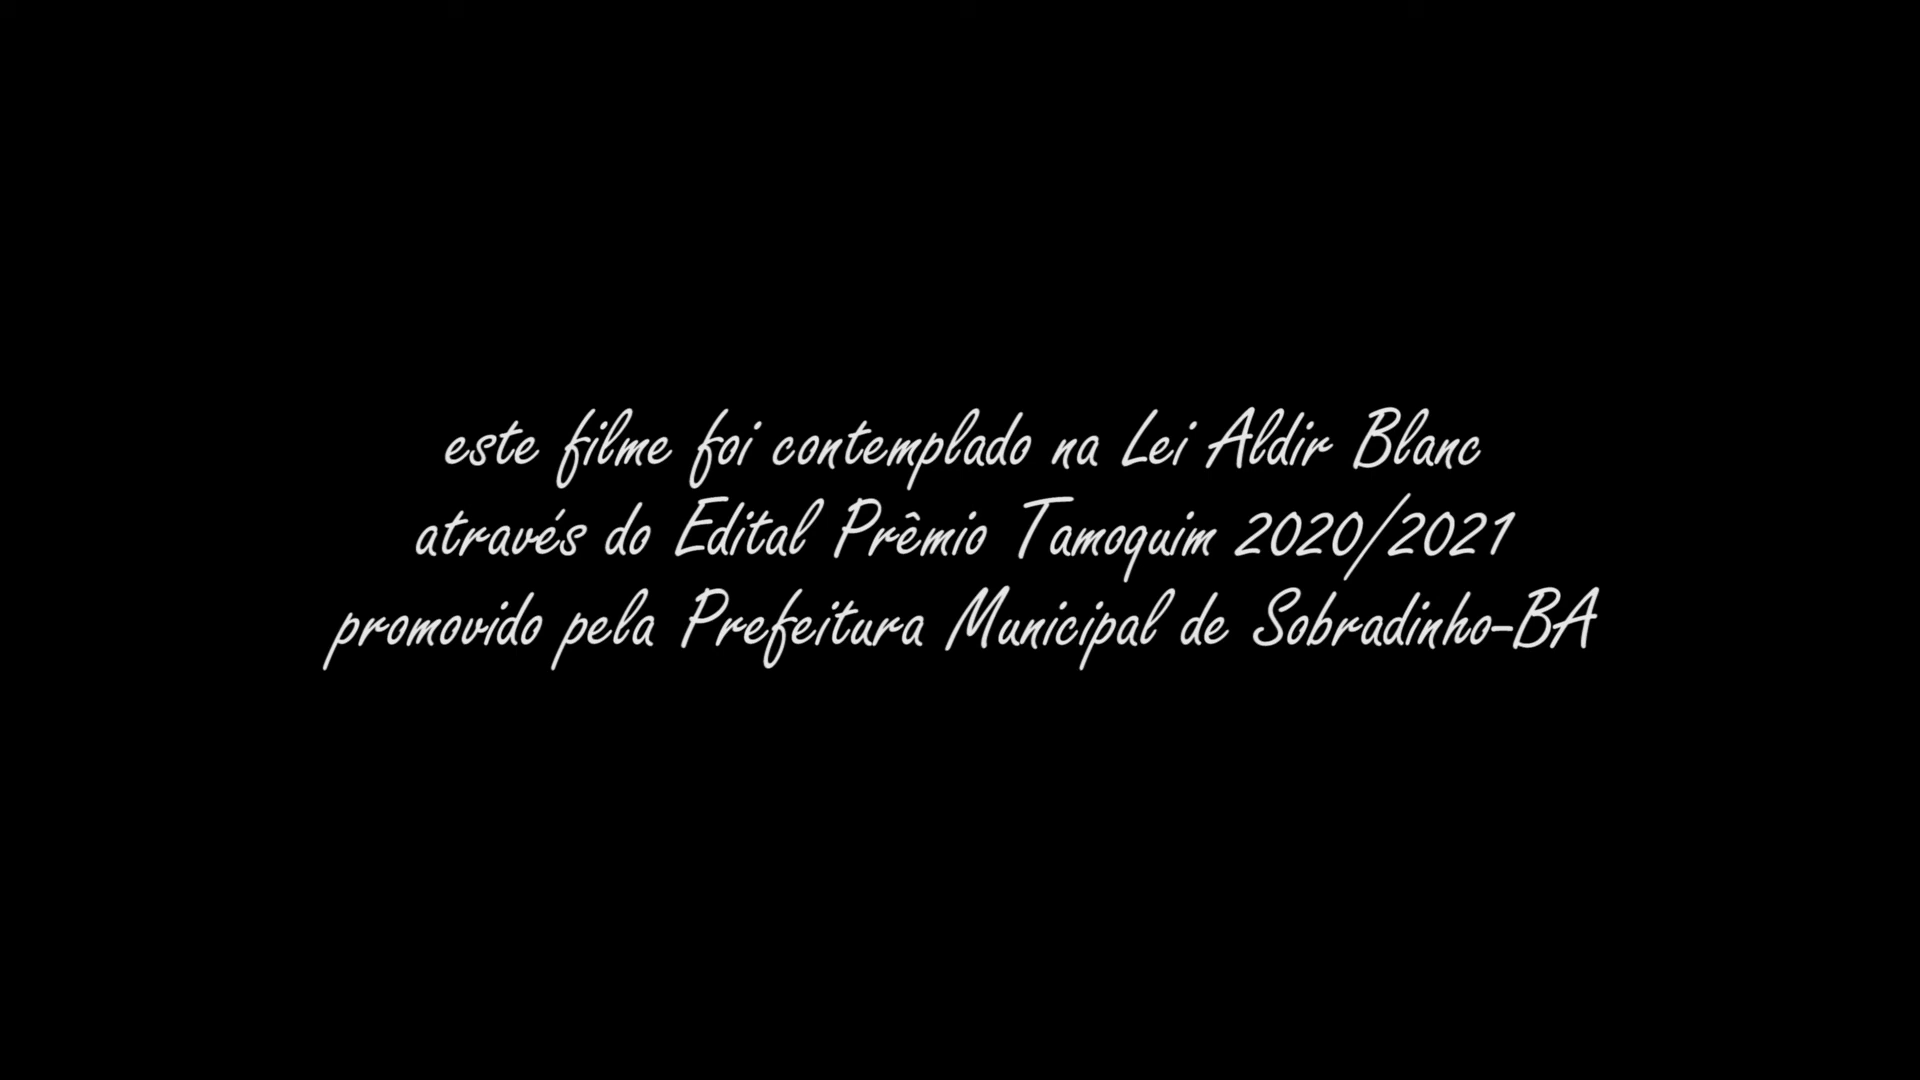 este filme foi contemplado na Lei Aldir Blanc
através do Edital Prêmio Tamoquim 2020/2021
promovido pela Prefeitura Municipal de Sobradinho-BA